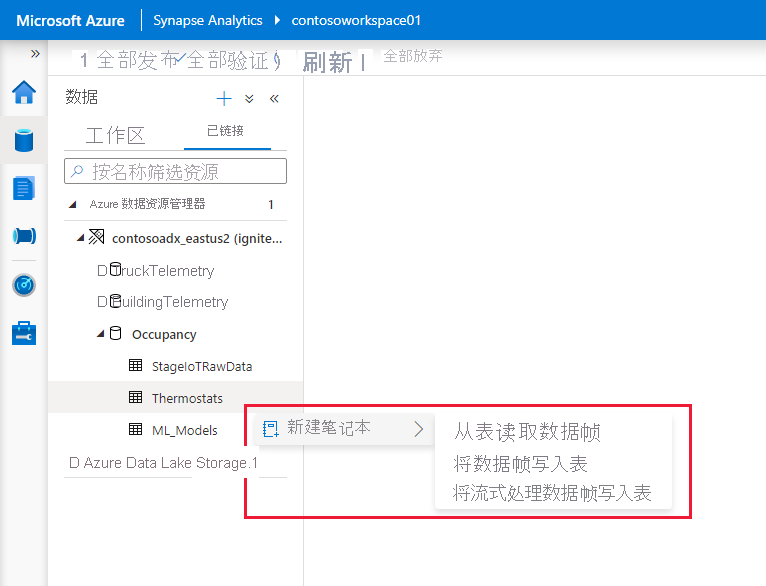 Microsoft Azure Synapse Analytics contosoworkspace01
1 全部发布 全部验证 刷新 全部放弃
数据
工作区 已链接
按名称筛选资源
Azure 数据资源管理器 1
contosoadx_eastus2 (ignite...
D ruckTelemetry
D uildingTelemetry
Occupancy
StageIoTRawData
Thermostats
ML_Models
新建笔记本
从表读取数据帧
将数据帧写入表
将流式处理数据帧写入表
D Azure Data Lake Storage.1